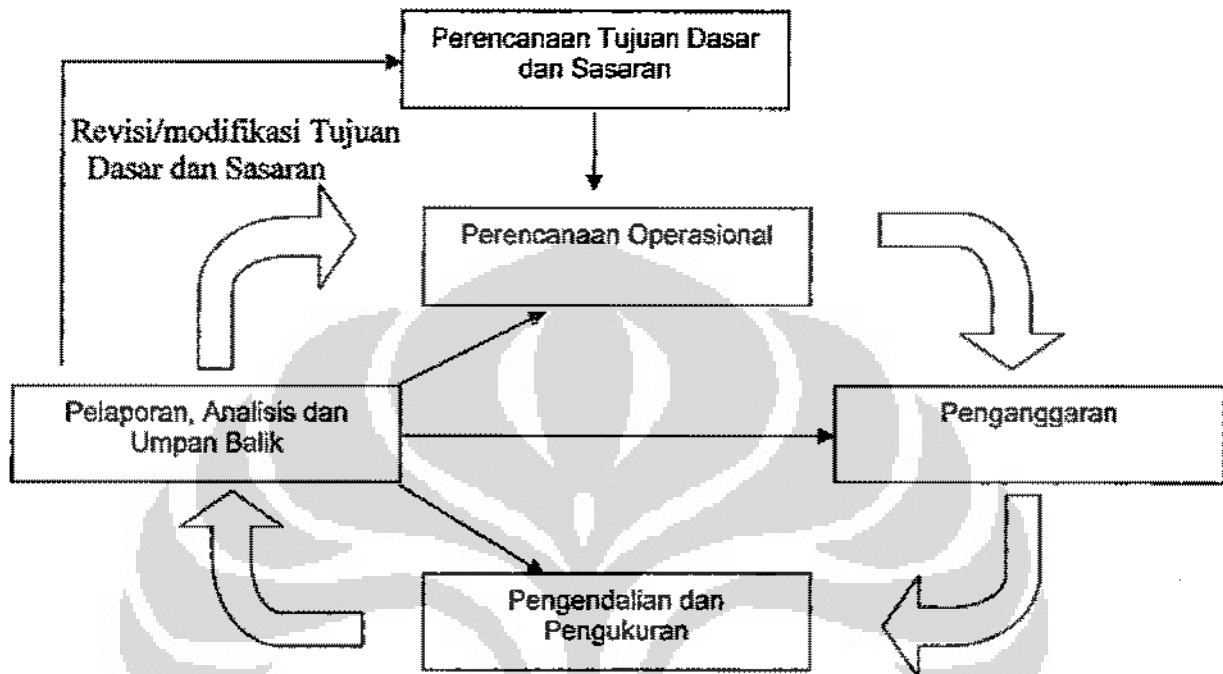 Perencanaan Tujuan Dasar
dan Sasaran
Revisi/modifikasi Tujuan
Dasar dan Sasaran
Perencanaan Operasional
Pelaporan, Analisis dan
Umpan Balik
Penganggaran
Pengendalian dan
Pengukuran